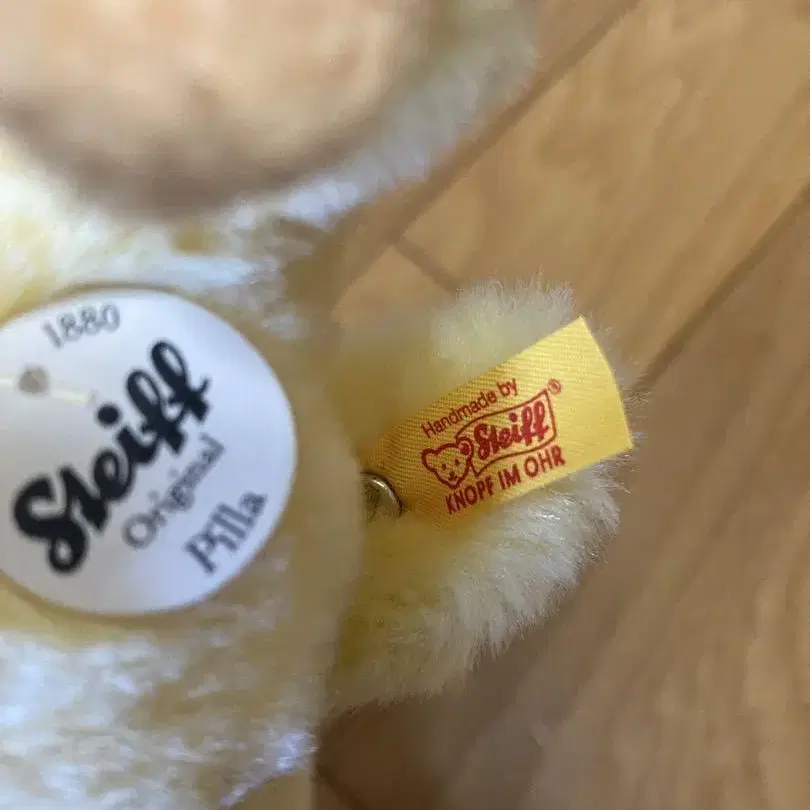 1880
Steiff
Original
Pilla
Handmade by
Steiff®
KNOPF IM OHR